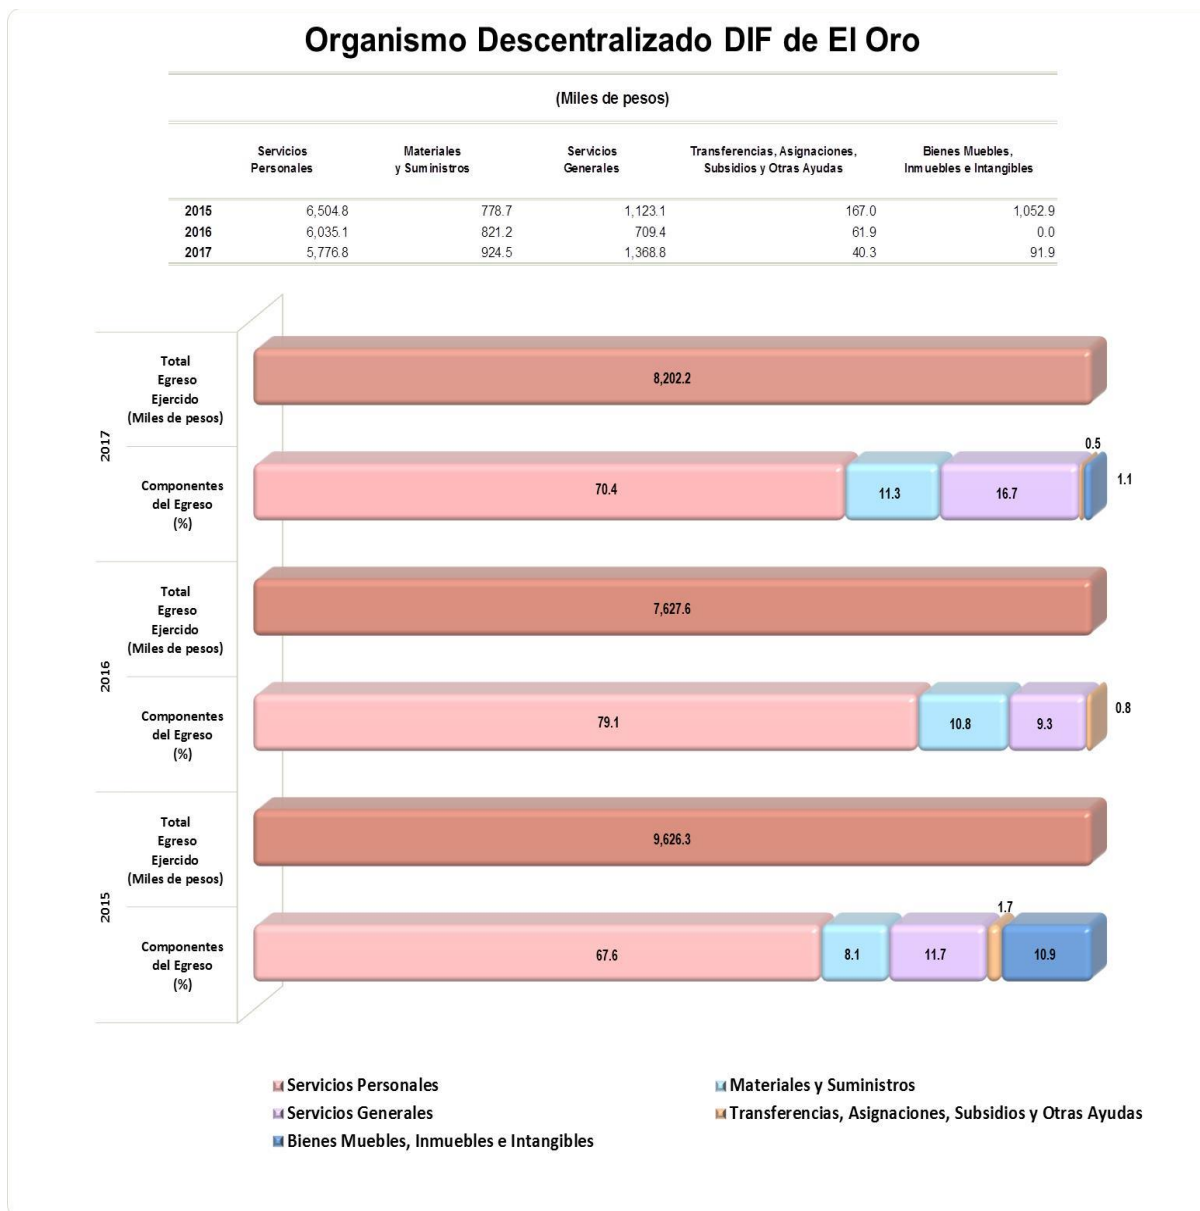 Organismo Descentralizado DIF de El Oro
(Miles de pesos)
Servicios Personales Materiales y Suministros Servicios Generales Transferencias, Asignaciones, Subsidios y Otras Ayudas Bienes Muebles, Inmuebles e Intangibles
2015 6,504.8 778.7 1,123.1 167.0 1,052.9
2016 6,035.1 821.2 709.4 61.9 0.0
2017 5,776.8 924.5 1,368.8 40.3 91.9
2017
Total
Egreso
Ejercido
(Miles de pesos)
8,202.2
Componentes
del Egreso
(%)
70.4 11.3 16.7 0.5 1.1
2016
Total
Egreso
Ejercido
(Miles de pesos)
7,627.6
Componentes
del Egreso
(%)
79.1 10.8 9.3 0.8
2015
Total
Egreso
Ejercido
(Miles de pesos)
9,626.3
Componentes
del Egreso
(%)
67.6 8.1 11.7 1.7 10.9
Servicios Personales Materiales y Suministros
Servicios Generales Transferencias, Asignaciones, Subsidios y Otras Ayudas
Bienes Muebles, Inmuebles e Intangibles